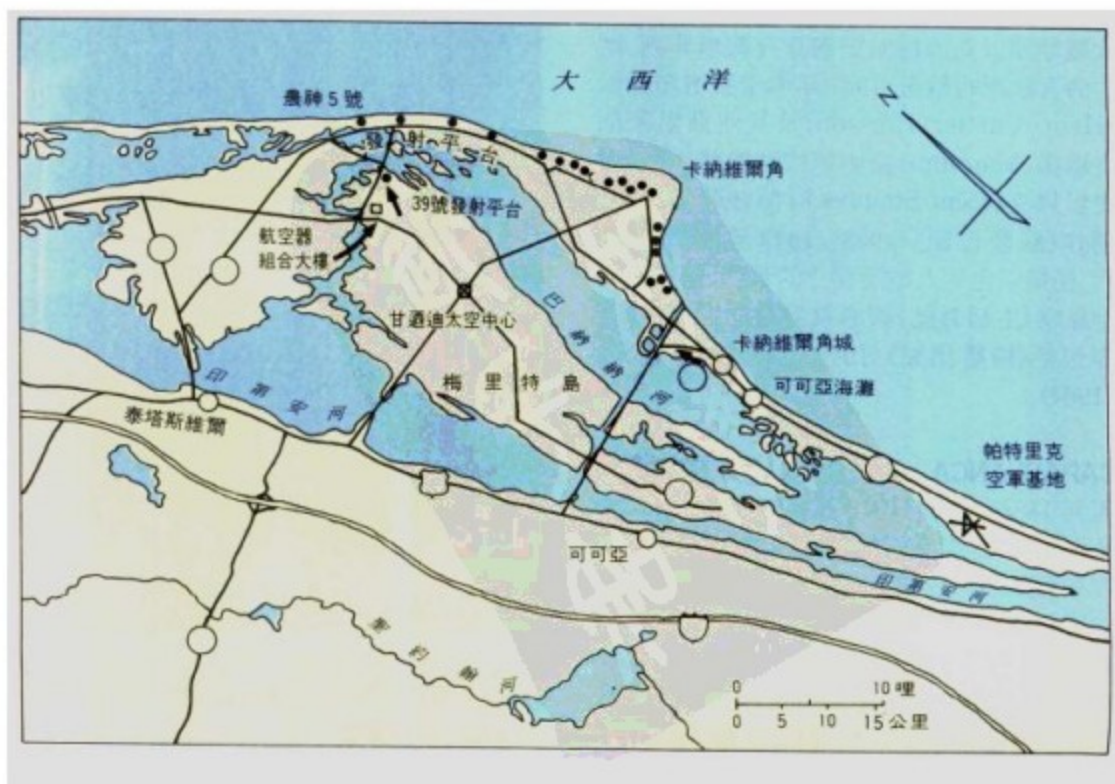 大西洋
N
農神5號
發射平台
卡納維爾角
39號發射平台
航空器
組合大樓
甘迺迪太空中心
巴納納河
卡納維爾角城
梅里特島
可可亞海灘
印第安河
泰塔斯維爾
帕特里克
空軍基地
可可亞
印第安河
聖約翰河
0 10哩
0 5 10 15公里